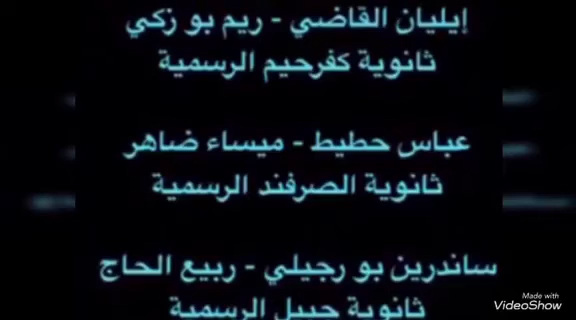 إيليان القاضي - ريم بو زكي
ثانوية كفرحيم الرسمية
عباس حطيط - ميساء ضاهر
ثانوية الصرفند الرسمية
ساندرين بو رجيلي - ربيع الحاج
ثانوية جبيل الرسمية
Made with
VideoShow